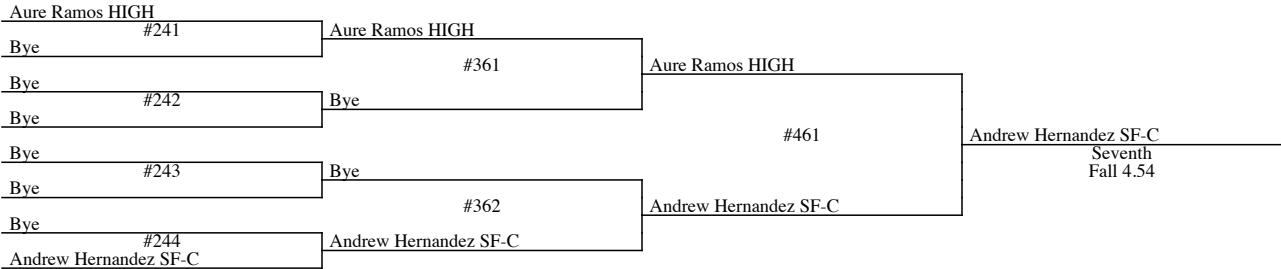 Aure Ramos HIGH
#241
Bye
Bye
#242
Bye
Bye
#243
Bye
Bye
#244
Andrew Hernandez SF-C
Aure Ramos HIGH
#361
Bye
Bye
#362
Andrew Hernandez SF-C
Aure Ramos HIGH
#461
Andrew Hernandez SF-C
Andrew Hernandez SF-C
Seventh
Fall 4.54